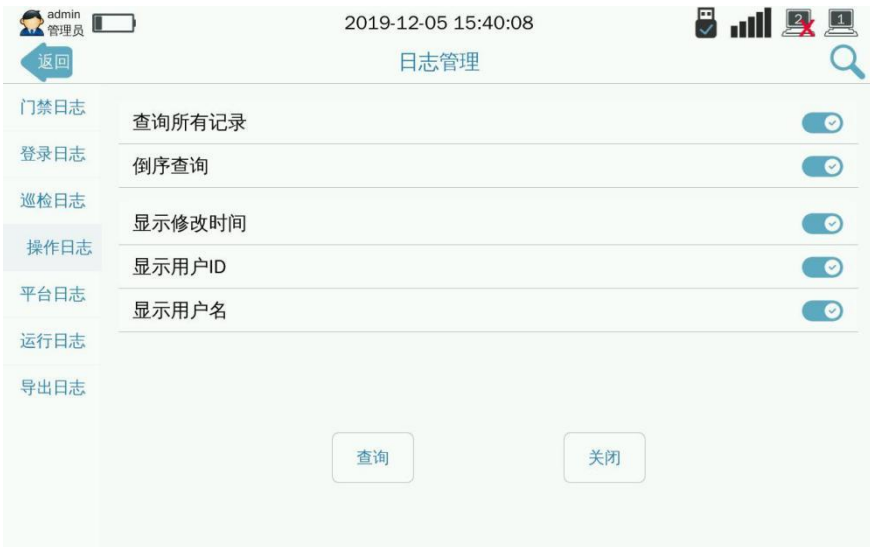 admin
管理员
2019-12-05 15:40:08
2
1
返回
日志管理
门禁日志
登录日志
巡检日志
操作日志
平台日志
运行日志
导出日志
查询所有记录
倒序查询
显示修改时间
显示用户ID
显示用户名
查询
关闭